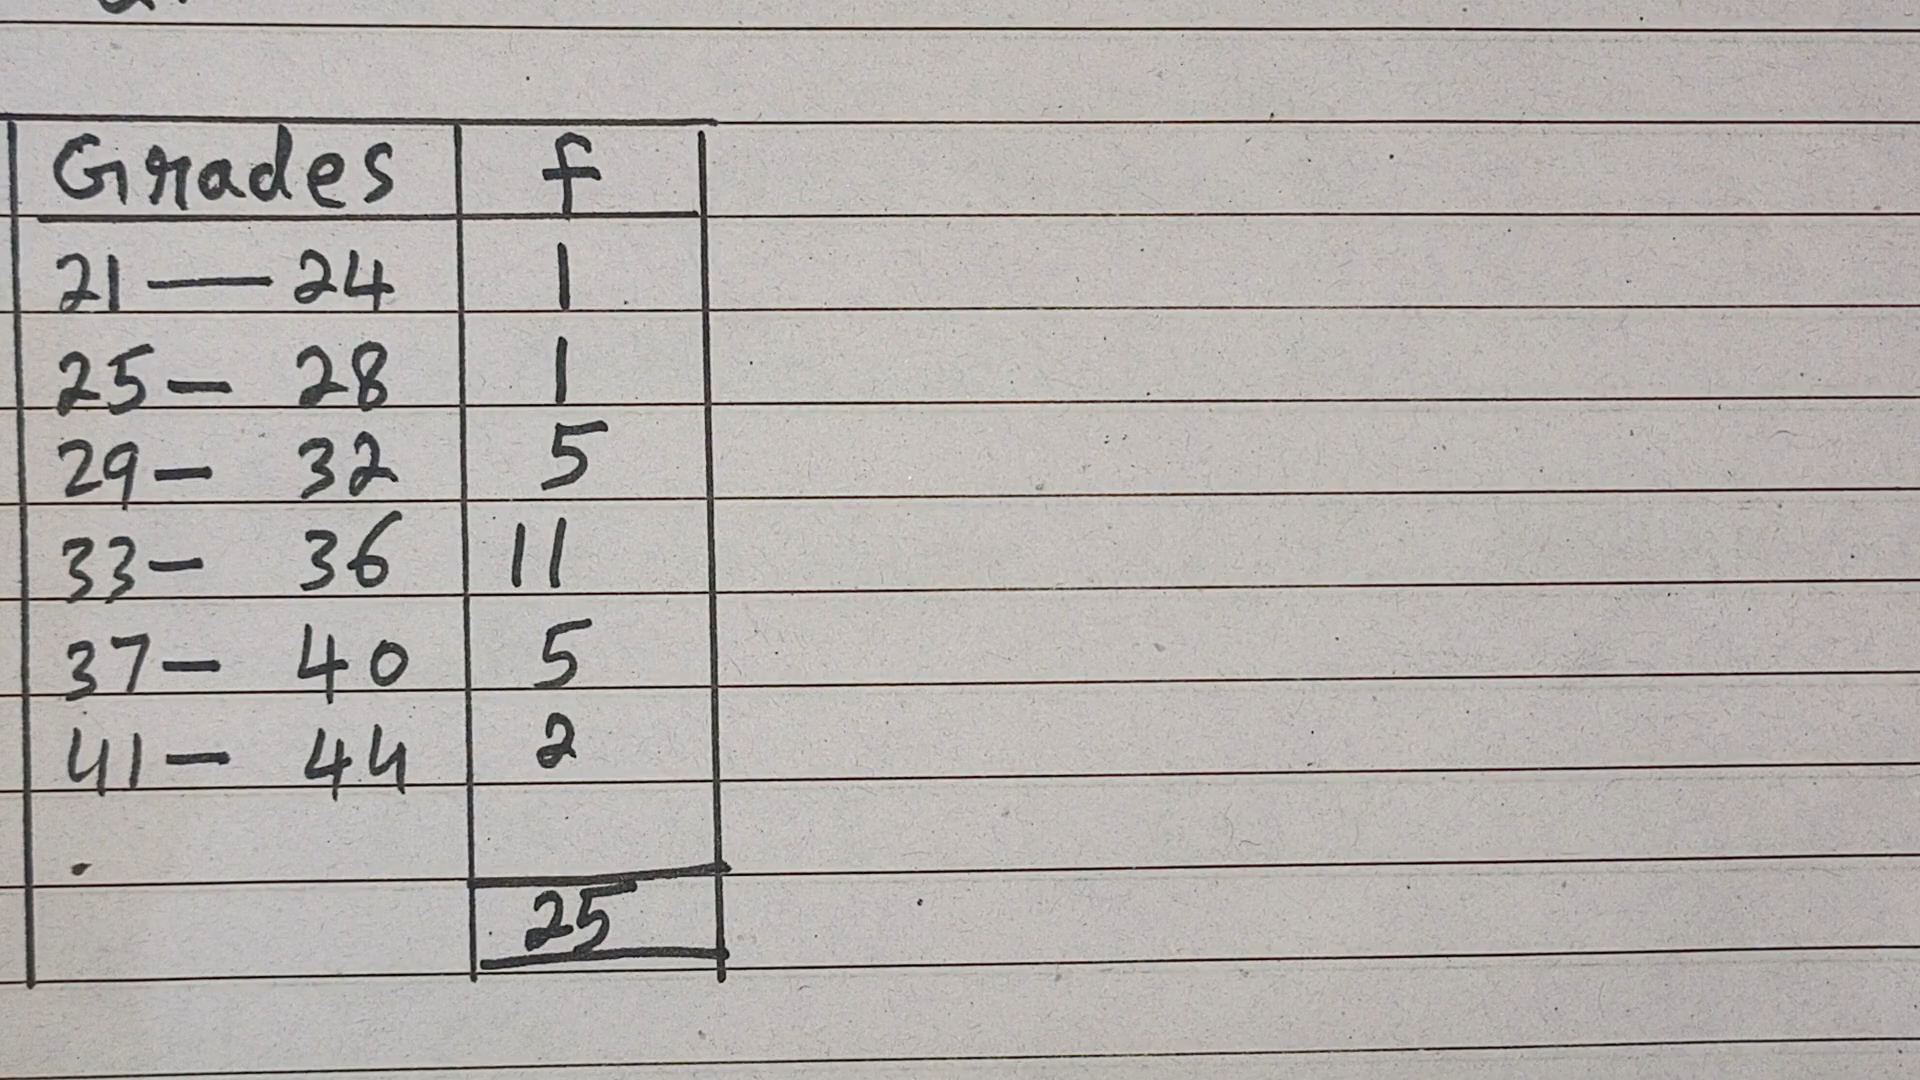 Grades f
21 — 24 1
25 - 28 1
29 - 32 5
33 - 36 11
37 - 40 5
41 - 44 2
.
25